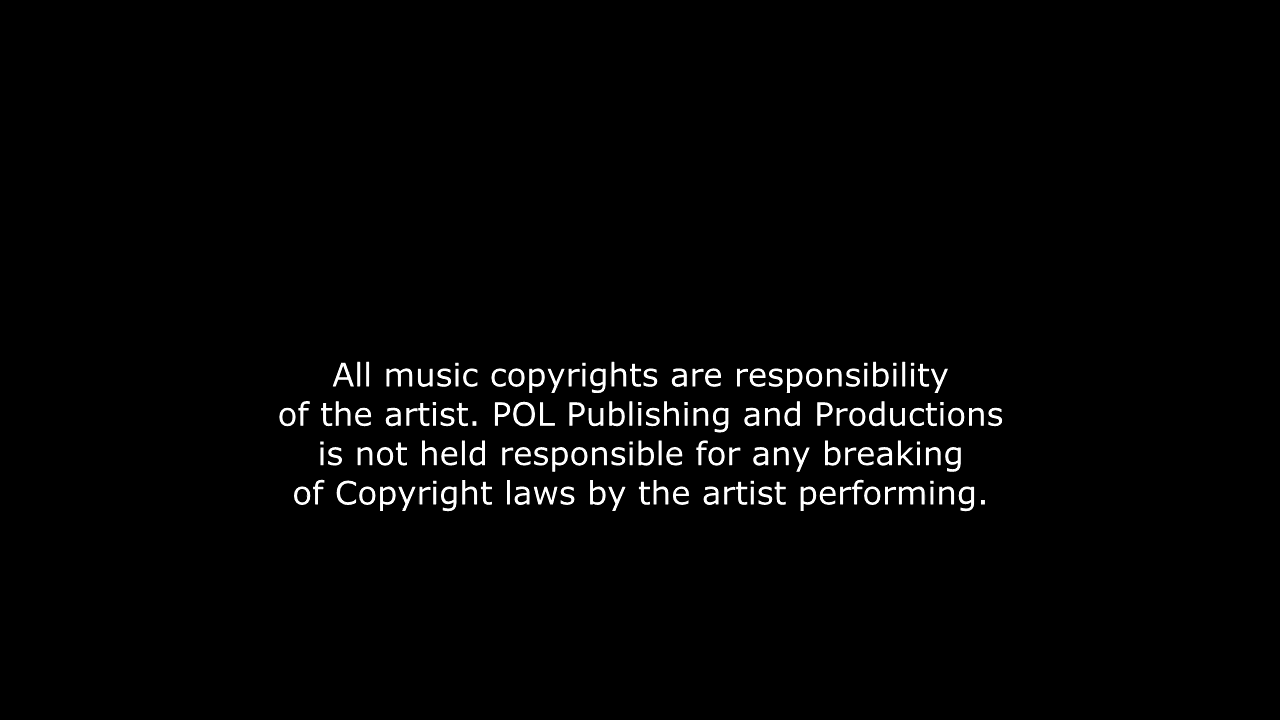 All music copyrights are responsibility
of the artist. POL Publishing and Productions
is not held responsible for any breaking
of Copyright laws by the artist performing.